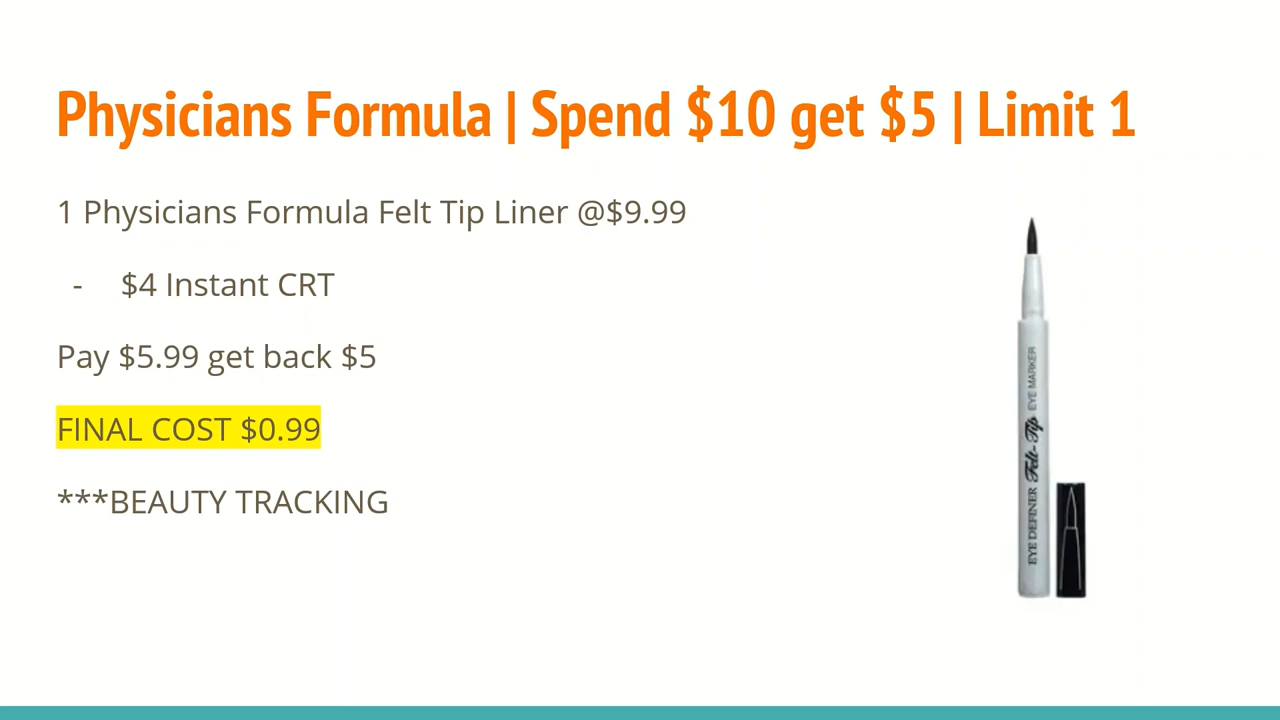 Physicians Formula | Spend $10 get $5 | Limit 1
1 Physicians Formula Felt Tip Liner @$9.99
- $4 Instant CRT
Pay $5.99 get back $5
FINAL COST $0.99
***BEAUTY TRACKING
EYE DEFINER Felt-Tip EYE MARKER